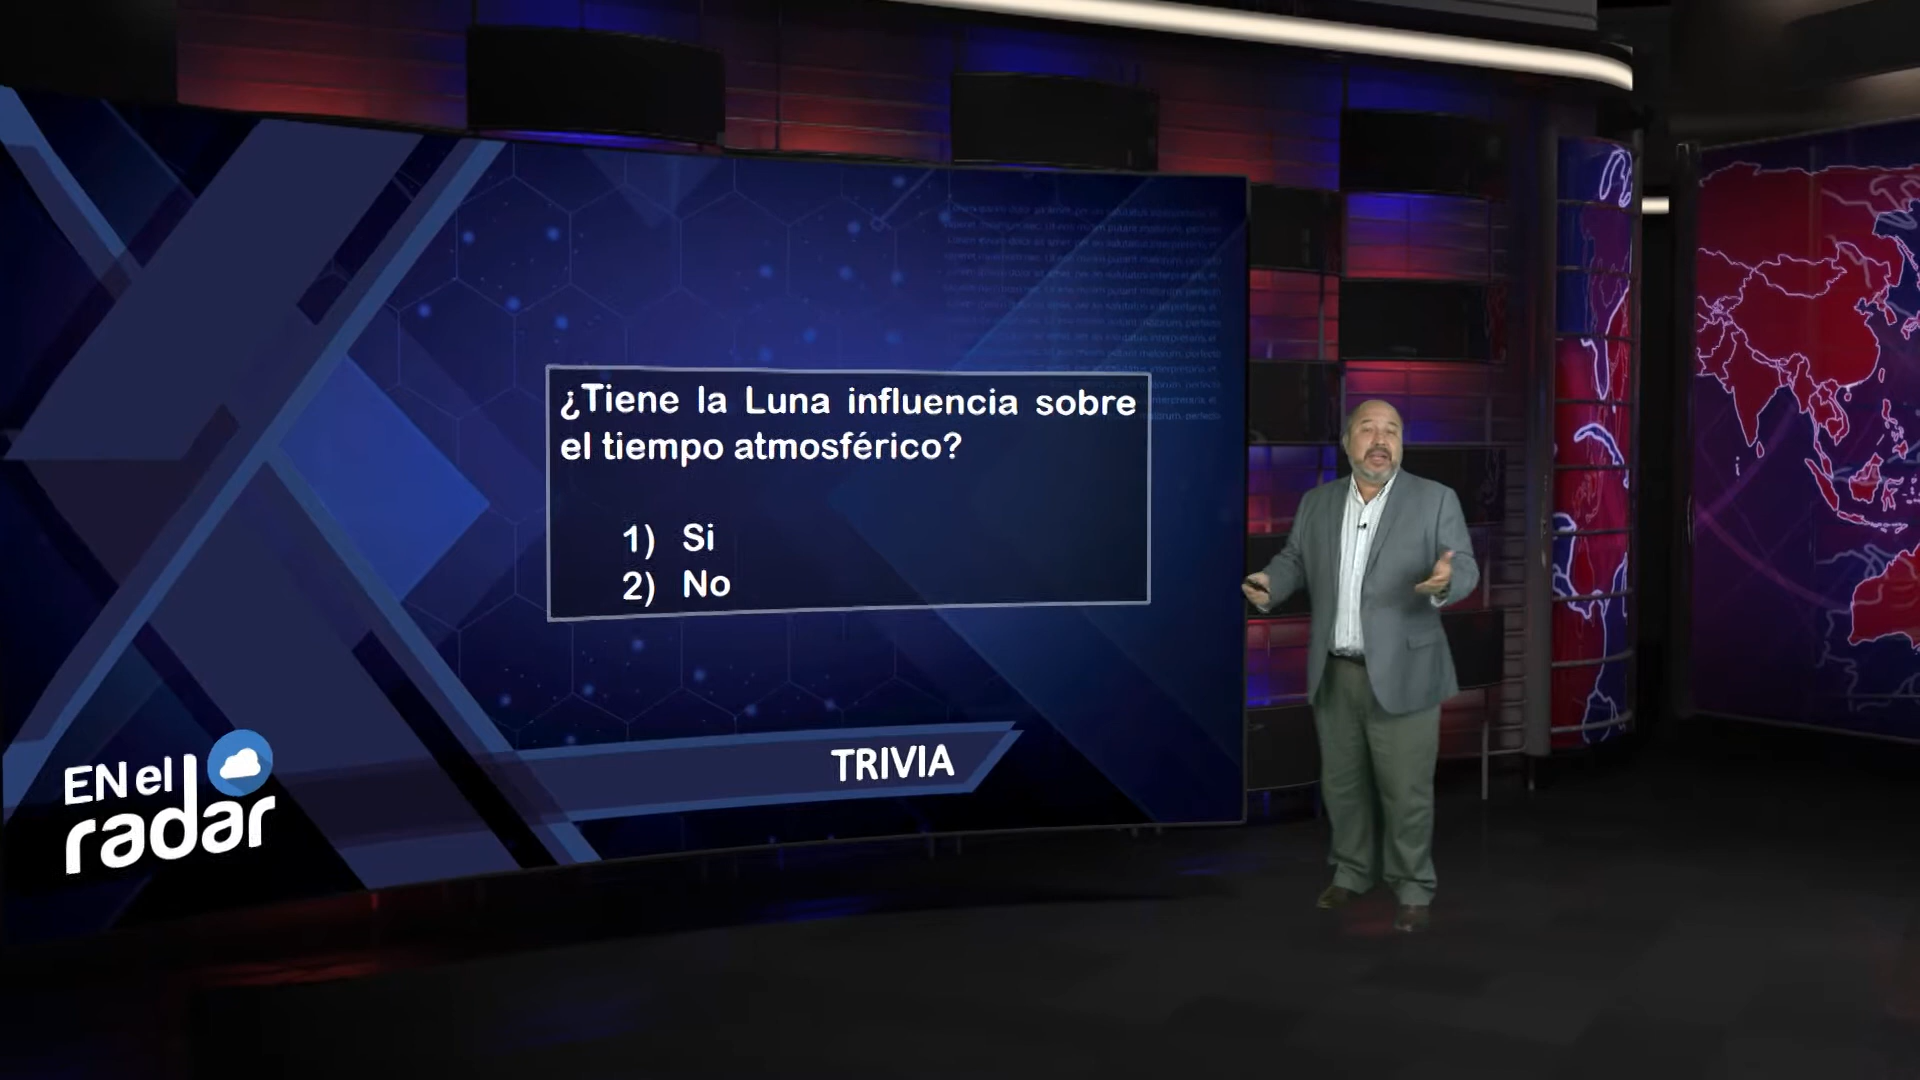 ¿Tiene la Luna influencia sobre
el tiempo atmosférico?
1) Si
2) No
TRIVIA
EN el
radar